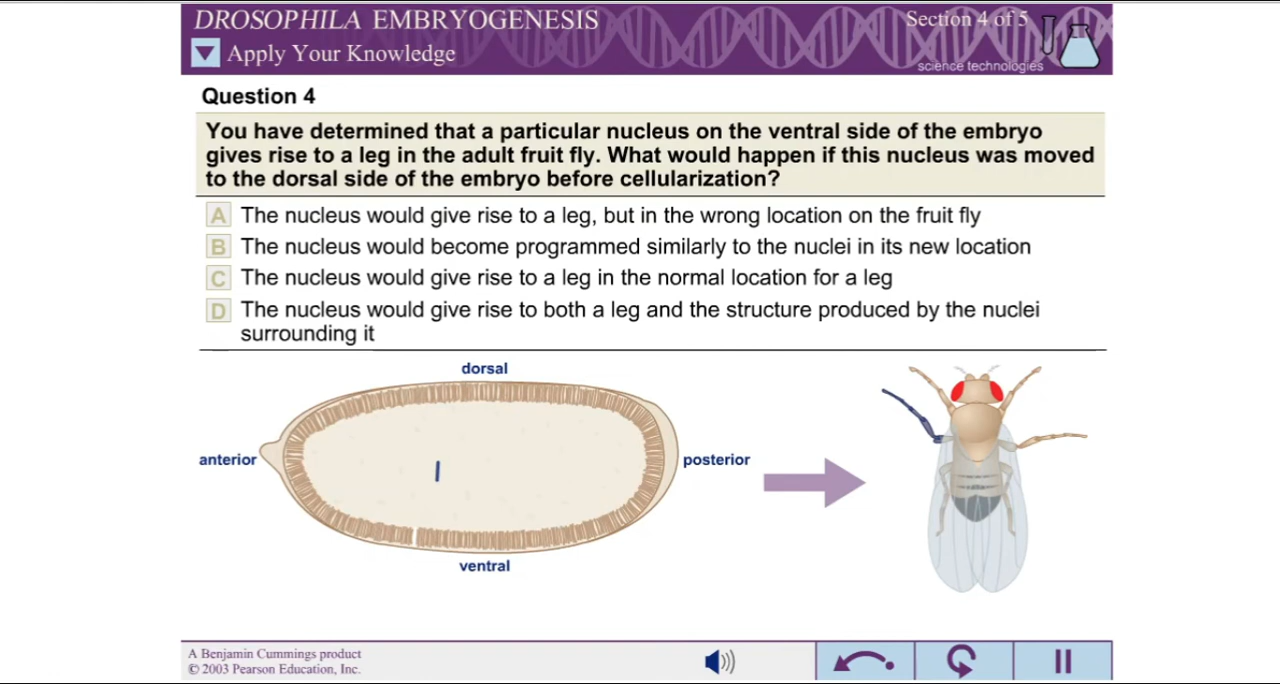 DROSOPHILA EMBRYOGENESIS
Section 4 of 5
Apply Your Knowledge
science technologies
Question 4
You have determined that a particular nucleus on the ventral side of the embryo
gives rise to a leg in the adult fruit fly. What would happen if this nucleus was moved
to the dorsal side of the embryo before cellularization?
A The nucleus would give rise to a leg, but in the wrong location on the fruit fly
B The nucleus would become programmed similarly to the nuclei in its new location
C The nucleus would give rise to a leg in the normal location for a leg
D The nucleus would give rise to both a leg and the structure produced by the nuclei
surrounding it
dorsal
anterior
posterior
ventral
A Benjamin Cummings product
© 2003 Pearson Education, Inc.